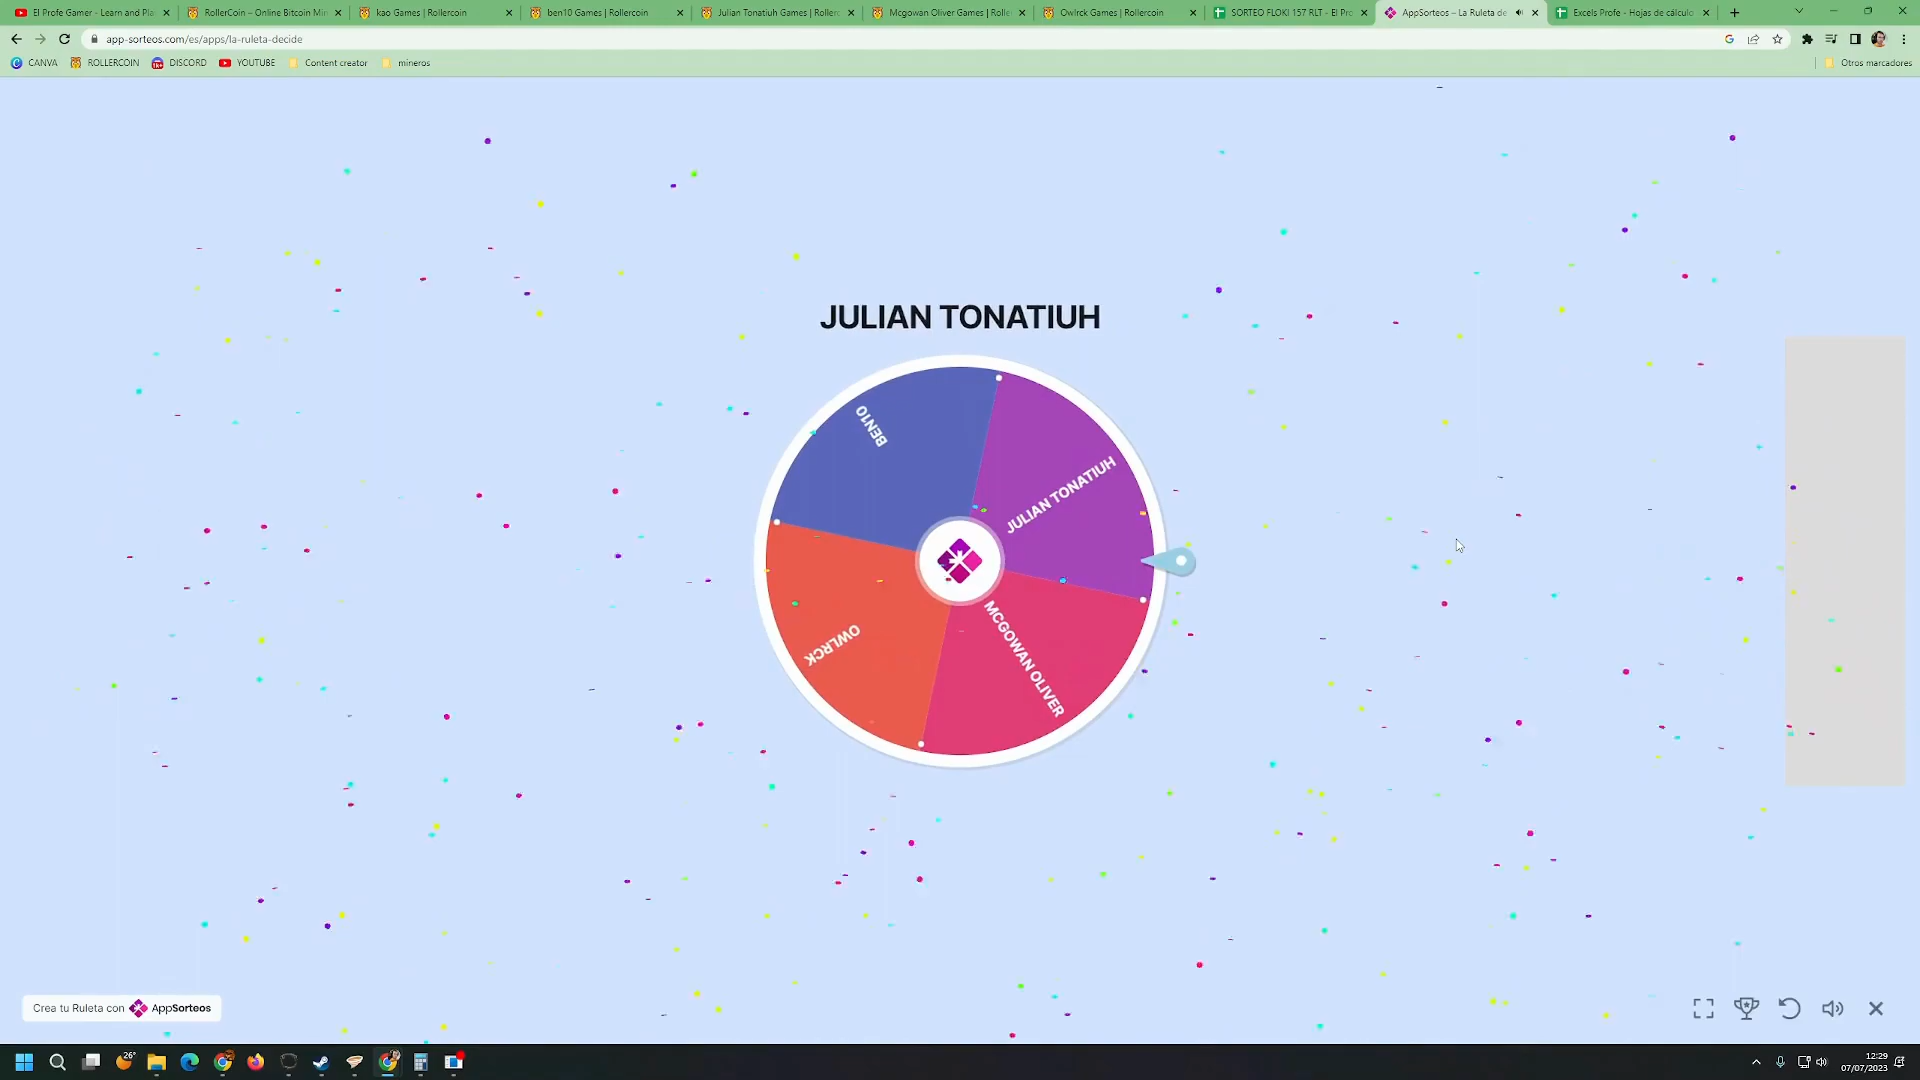 El Profe Gamer - Learn and Pla
RollerCoin – Online Bitcoin Min
kao Games | Rollercoin
ben10 Games | Rollercoin
Julian Tonatiuh Games | Rollerc
Mcgowan Oliver Games | Rolle
Owlrck Games | Rollercoin
SORTEO FLOKI 157 RLT - El Pro
AppSorteos – La Ruleta de
Excels Profe - Hojas de cálculo
app-sorteos.com/es/apps/la-ruleta-decide
CANVA
ROLLERCOIN
DISCORD
YOUTUBE
Content creator
mineros
Otros marcadores
JULIAN TONATIUH
BEN10
JULIAN TONATIUH
OWLRCK
MCGOWAN OLIVER
Crea tu Ruleta con AppSorteos
26°
12:29
07/07/2023